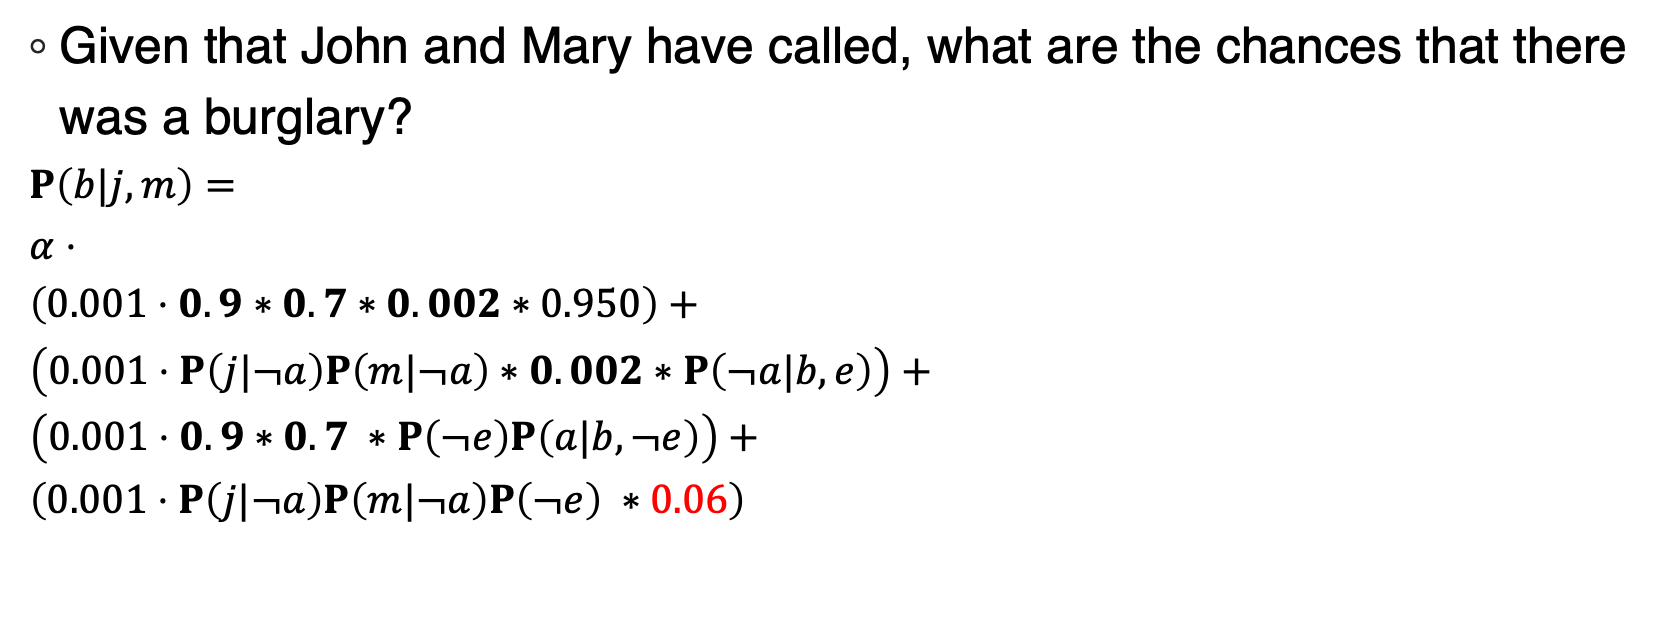 ◦ Given that John and Mary have called, what are the chances that there
was a burglary?
𝐏(𝑏|𝑗, 𝑚) =
𝛼 ·
(0.001 · 𝟎. 𝟗 ∗ 𝟎. 𝟕 ∗ 𝟎. 𝟎𝟎𝟐 ∗ 0.950) +
(0.001 · 𝐏(𝑗|¬𝑎)𝐏(𝑚|¬𝑎) ∗ 𝟎. 𝟎𝟎𝟐 ∗ 𝐏(¬𝑎|𝑏, 𝑒)) +
(0.001 · 𝟎. 𝟗 ∗ 𝟎. 𝟕 ∗ 𝐏(¬𝑒)𝐏(𝑎|𝑏, ¬𝑒)) +
(0.001 · 𝐏(𝑗|¬𝑎)𝐏(𝑚|¬𝑎)𝐏(¬𝑒) ∗ 0.06)